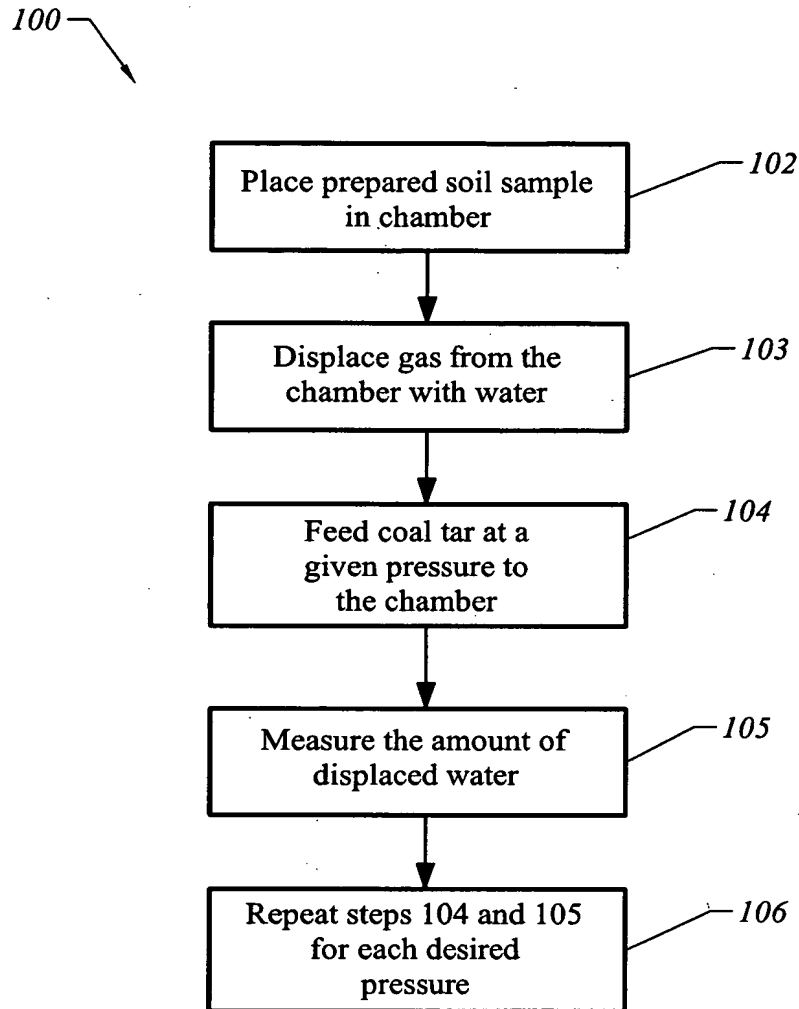 100
Place prepared soil sample
in chamber
102
Displace gas from the
chamber with water
103
Feed coal tar at a
given pressure to
the chamber
104
Measure the amount of
displaced water
105
Repeat steps 104 and 105
for each desired
pressure
106